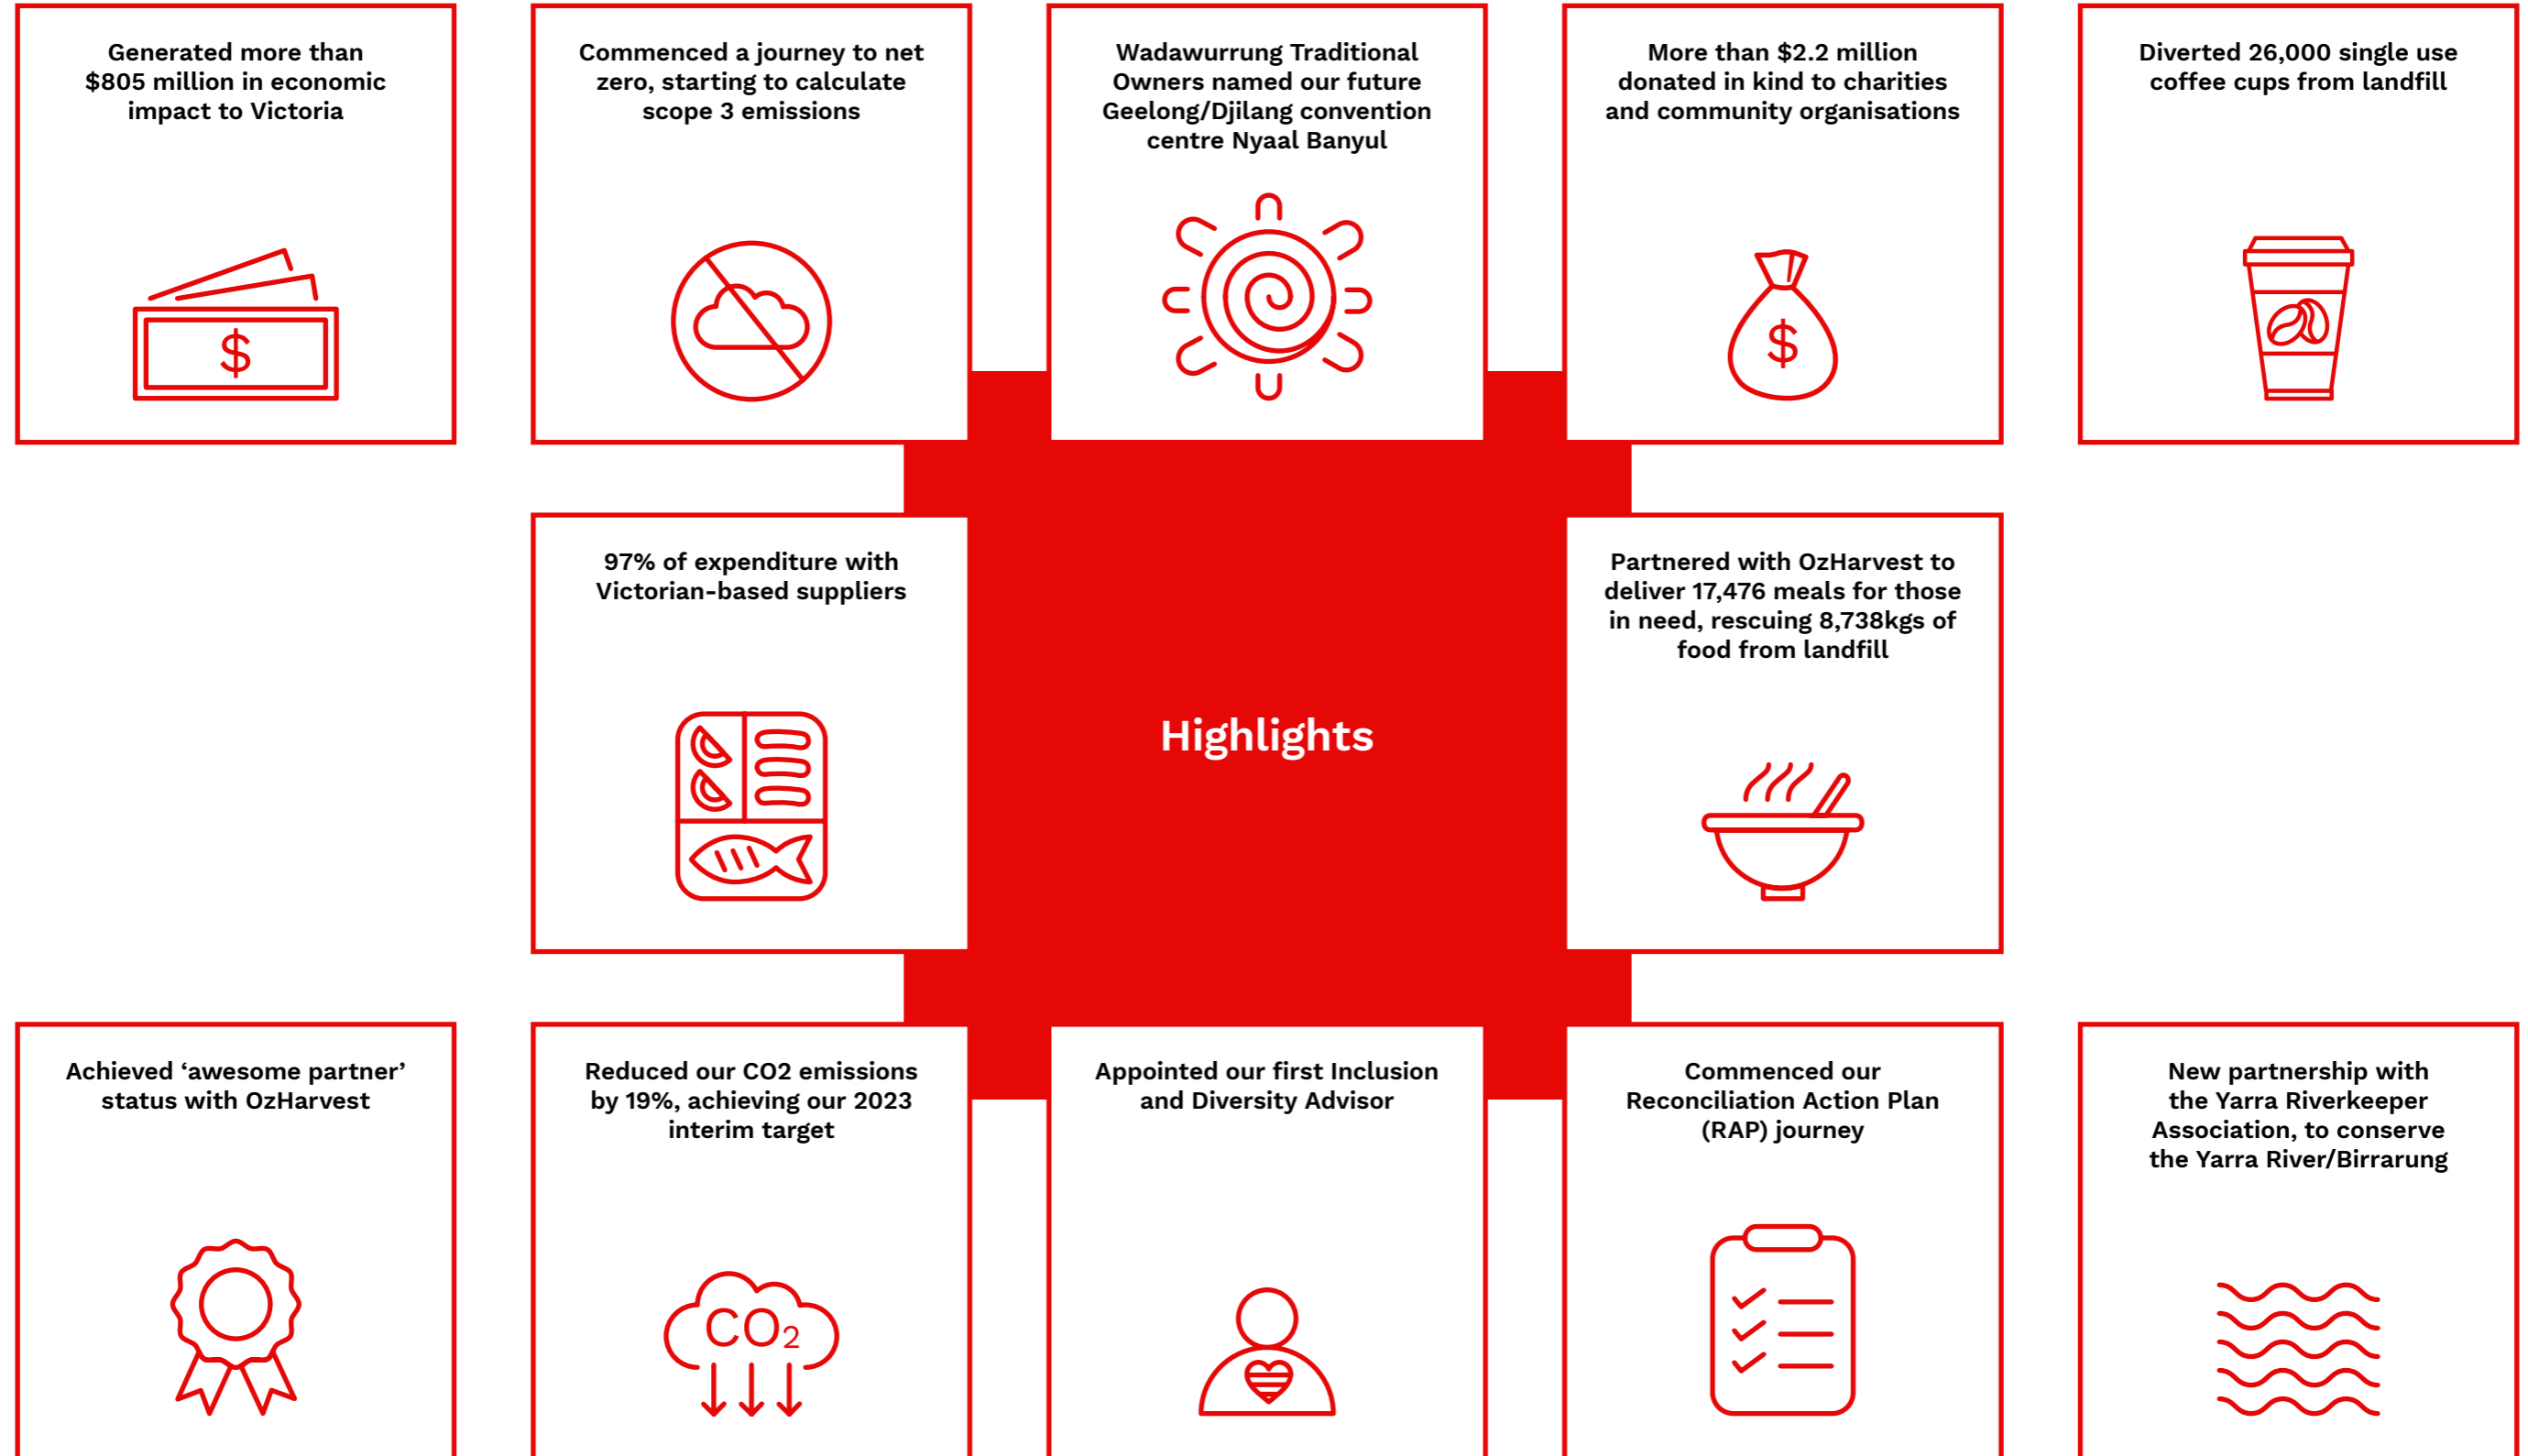 Generated more than
$805 million in economic
impact to Victoria
$
Commenced a journey to net
zero, starting to calculate
scope 3 emissions
Wadawurrung Traditional
Owners named our future
Geelong/Djilang convention
centre Nyaal Banyul
More than $2.2 million
donated in kind to charities
and community organisations
$
Diverted 26,000 single use
coffee cups from landfill
97% of expenditure with
Victorian-based suppliers
Highlights
Partnered with OzHarvest to
deliver 17,476 meals for those
in need, rescuing 8,738kgs of
food from landfill
Achieved ‘awesome partner’
status with OzHarvest
Reduced our CO2 emissions
by 19%, achieving our 2023
interim target
CO₂
Appointed our first Inclusion
and Diversity Advisor
Commenced our
Reconciliation Action Plan
(RAP) journey
New partnership with
the Yarra Riverkeeper
Association, to conserve
the Yarra River/Birrarung